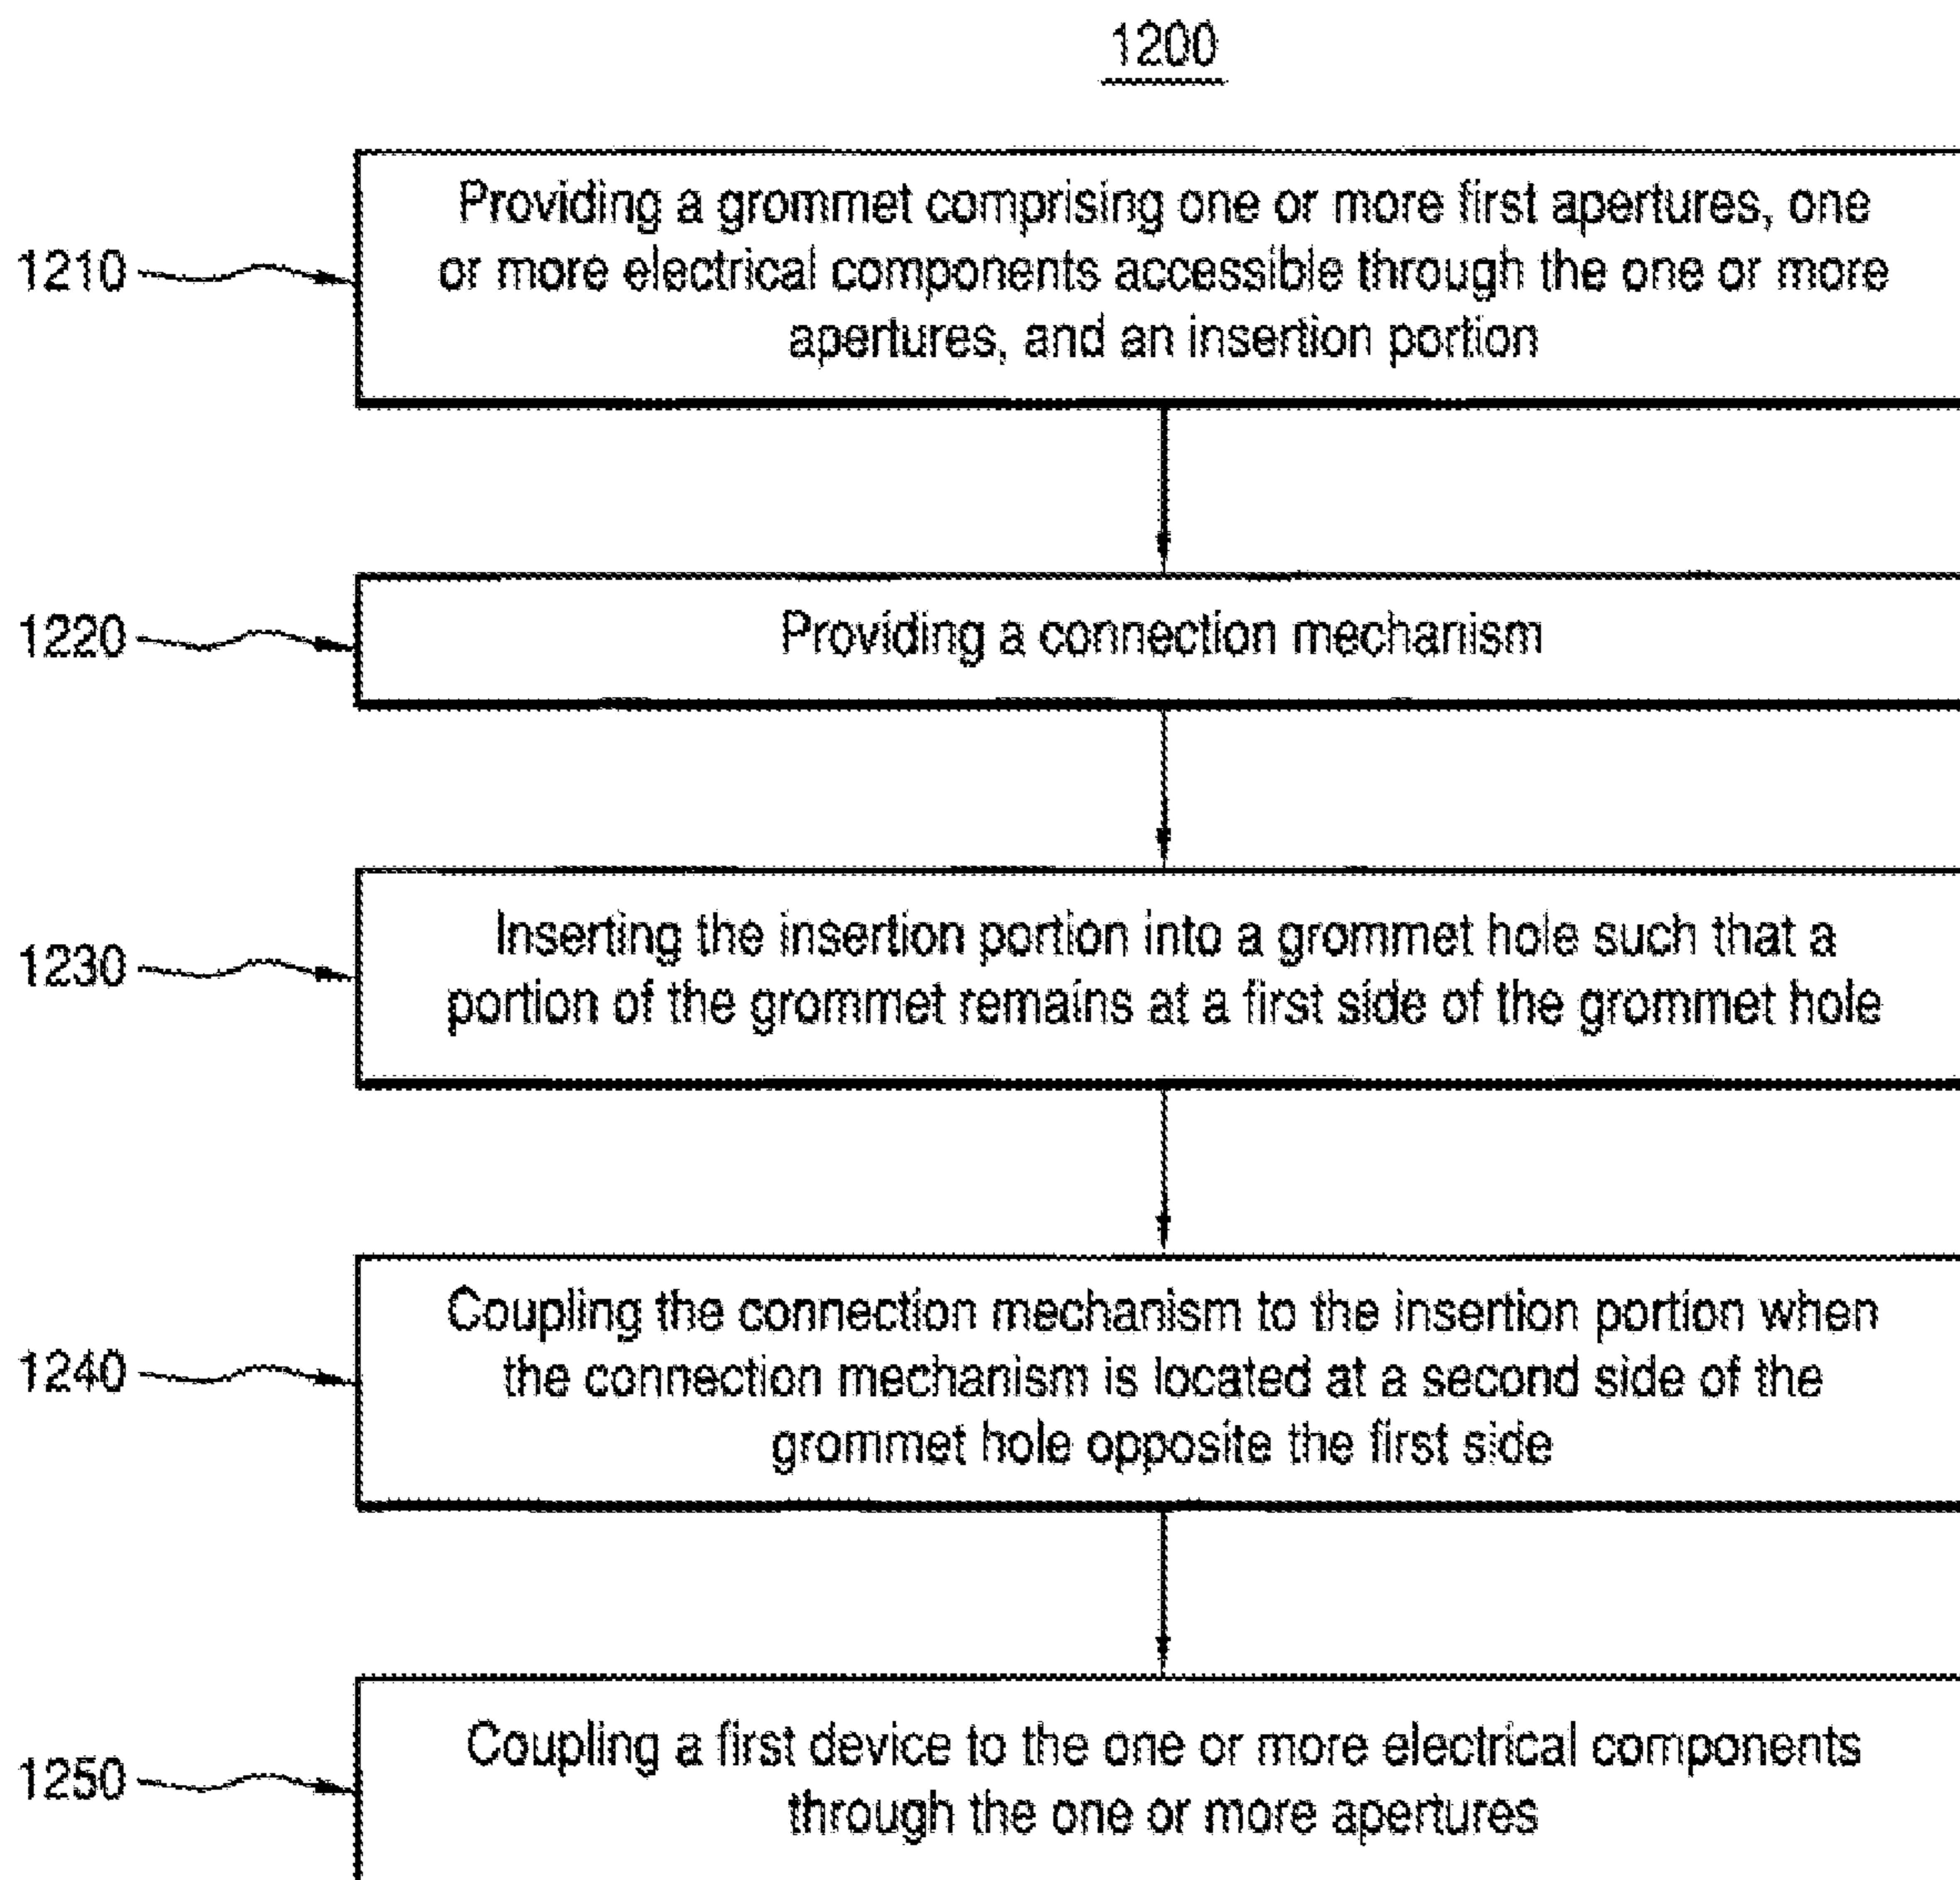 1200
1210
Providing a grommet comprising one or more first apertures, one
or more electrical components accessible through the one or more
apertures, and an insertion portion
1220
Providing a connection mechanism
1230
Inserting the insertion portion into a grommet hole such that a
portion of the grommet remains at a first side of the grommet hole
1240
Coupling the connection mechanism to the insertion portion when
the connection mechanism is located at a second side of the
grommet hole opposite the first side
1250
Coupling a first device to the one or more electrical components
through the one or more apertures